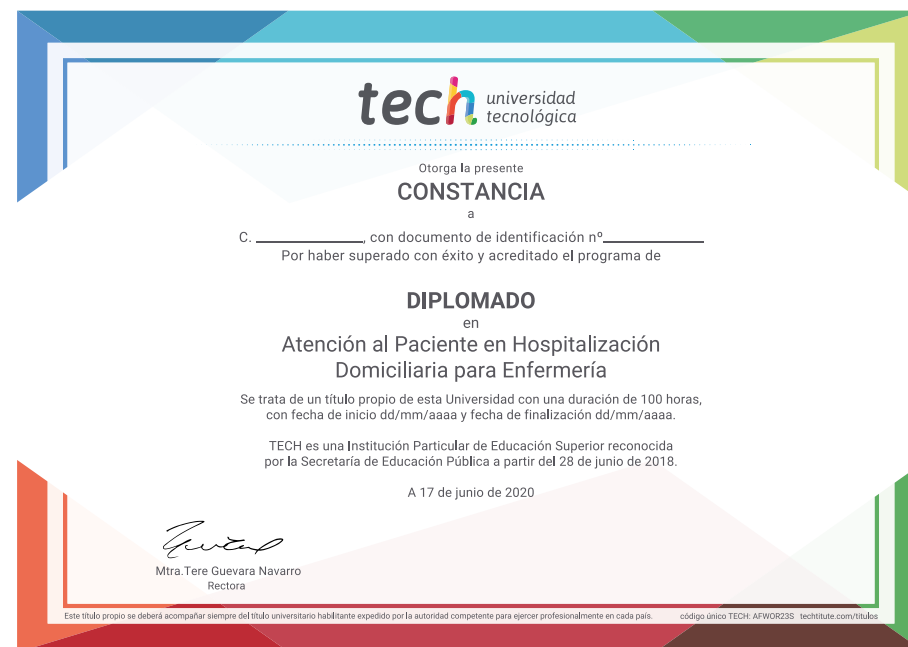 tech universidad
tecnológica
Otorga la presente
CONSTANCIA
a
C. ______________, con documento de identificación nº______________
Por haber superado con éxito y acreditado el programa de
DIPLOMADO
en
Atención al Paciente en Hospitalización
Domiciliaria para Enfermería
Se trata de un título propio de esta Universidad con una duración de 100 horas,
con fecha de inicio dd/mm/aaaa y fecha de finalización dd/mm/aaaa.
TECH es una Institución Particular de Educación Superior reconocida
por la Secretaría de Educación Pública a partir del 28 de junio de 2018.
A 17 de junio de 2020
Mtra.Tere Guevara Navarro
Rectora
Este título propio se deberá acompañar siempre del título universitario habilitante expedido por la autoridad competente para ejercer profesionalmente en cada país. código único TECH: AFWOR23S techtitute.com/titulos